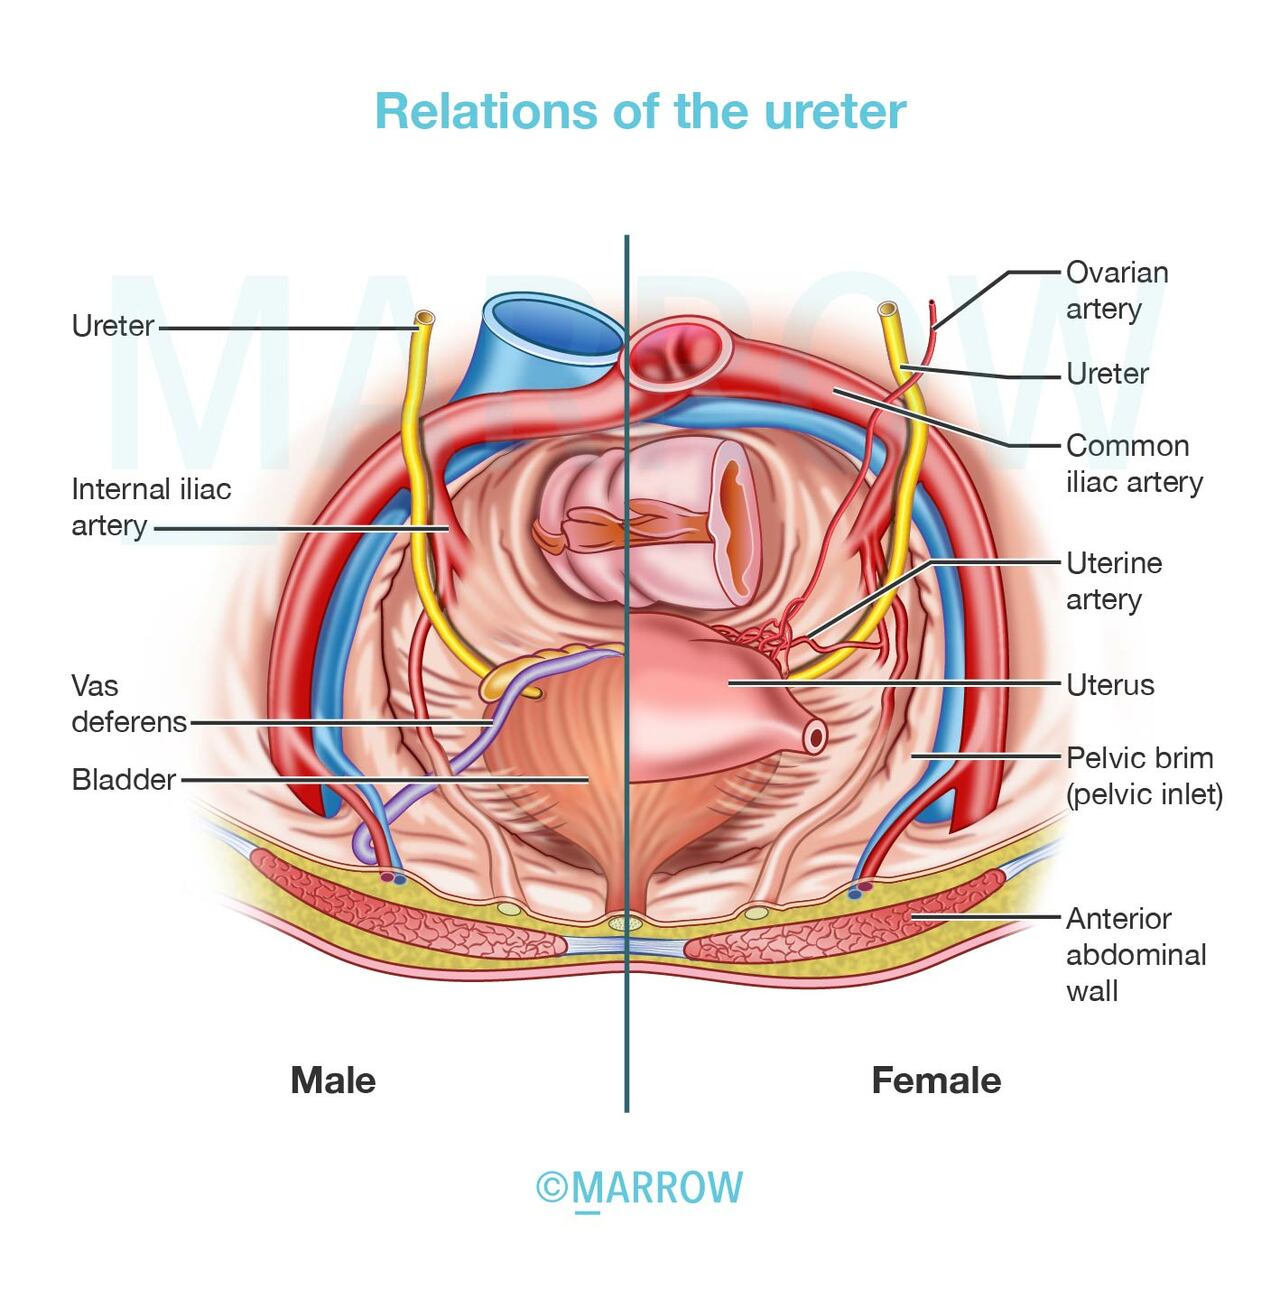 Relations of the ureter
MARROW
Ureter
Internal iliac
artery
Vas
deferens
Bladder
Ovarian
artery
Ureter
Common
iliac artery
Uterine
artery
Uterus
Pelvic brim
(pelvic inlet)
Anterior
abdominal
wall
Male
Female
©MARROW